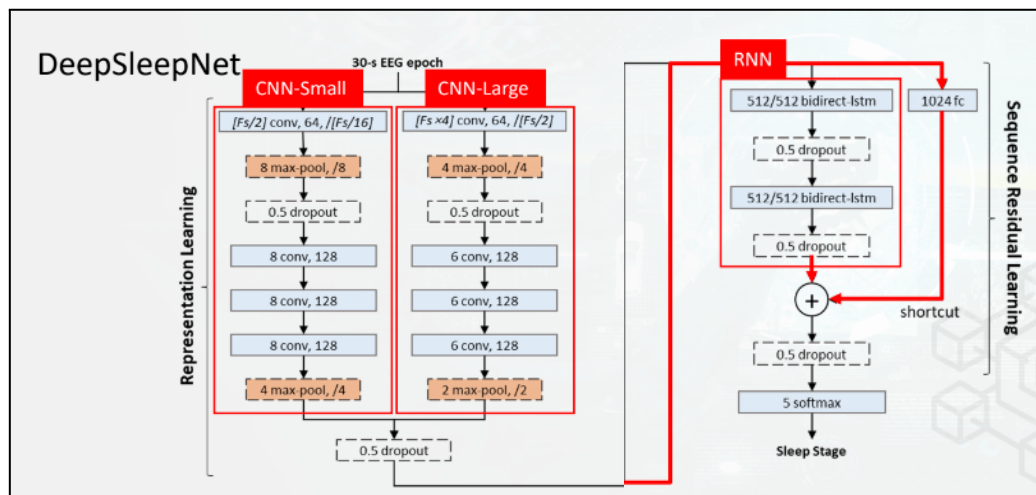 DeepSleepNet
30-s EEG epoch
CNN-Small
CNN-Large
[Fs/2] conv, 64, /[Fs/16]
[Fs ×4] conv, 64, /[Fs/2]
8 max-pool, /8
4 max-pool, /4
0.5 dropout
0.5 dropout
8 conv, 128
6 conv, 128
8 conv, 128
6 conv, 128
8 conv, 128
6 conv, 128
4 max-pool, /4
2 max-pool, /2
0.5 dropout
Representation Learning
RNN
512/512 bidirect-lstm
1024 fc
0.5 dropout
512/512 bidirect-lstm
0.5 dropout
+
shortcut
0.5 dropout
5 softmax
Sleep Stage
Sequence Residual Learning